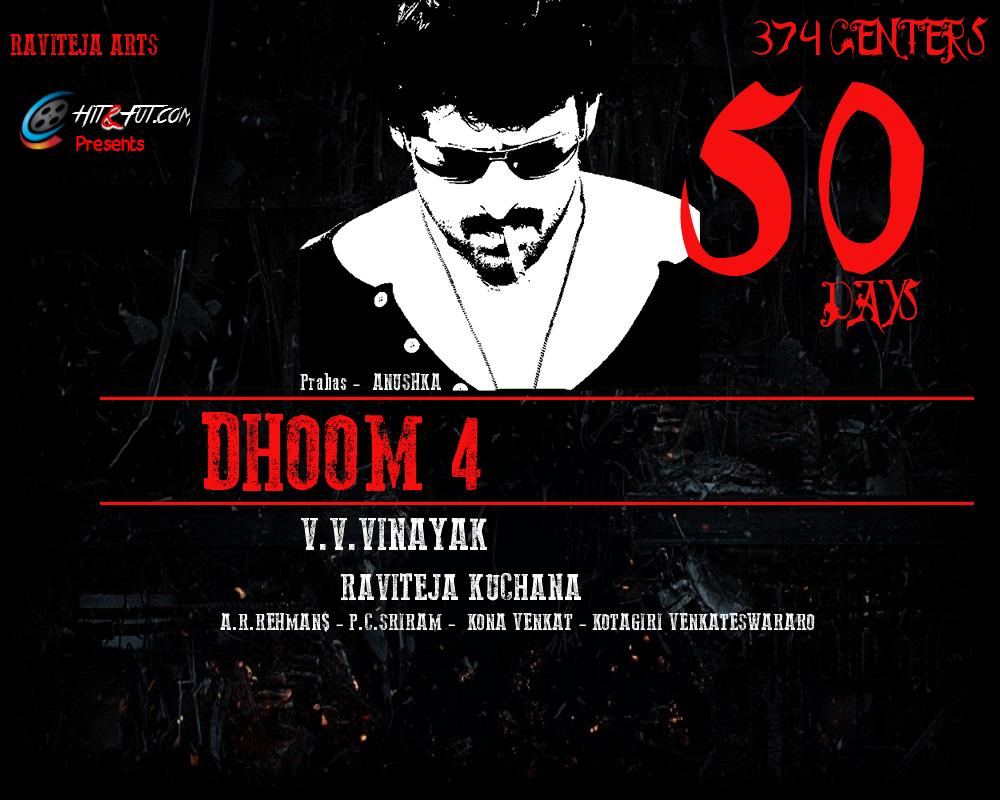 RAVITEJA ARTS
374 CENTERS
HIT&FUT.COM
Presents
50
DAYS
Prabas - ANUSHKA
DHOOM 4
V.V.VINAYAK
RAVITEJA KUCHANA
A.R.REHMAN$ - P.C.SRIRAM - KONA VENKAT - KOTAGIRI VENKATESWARARO